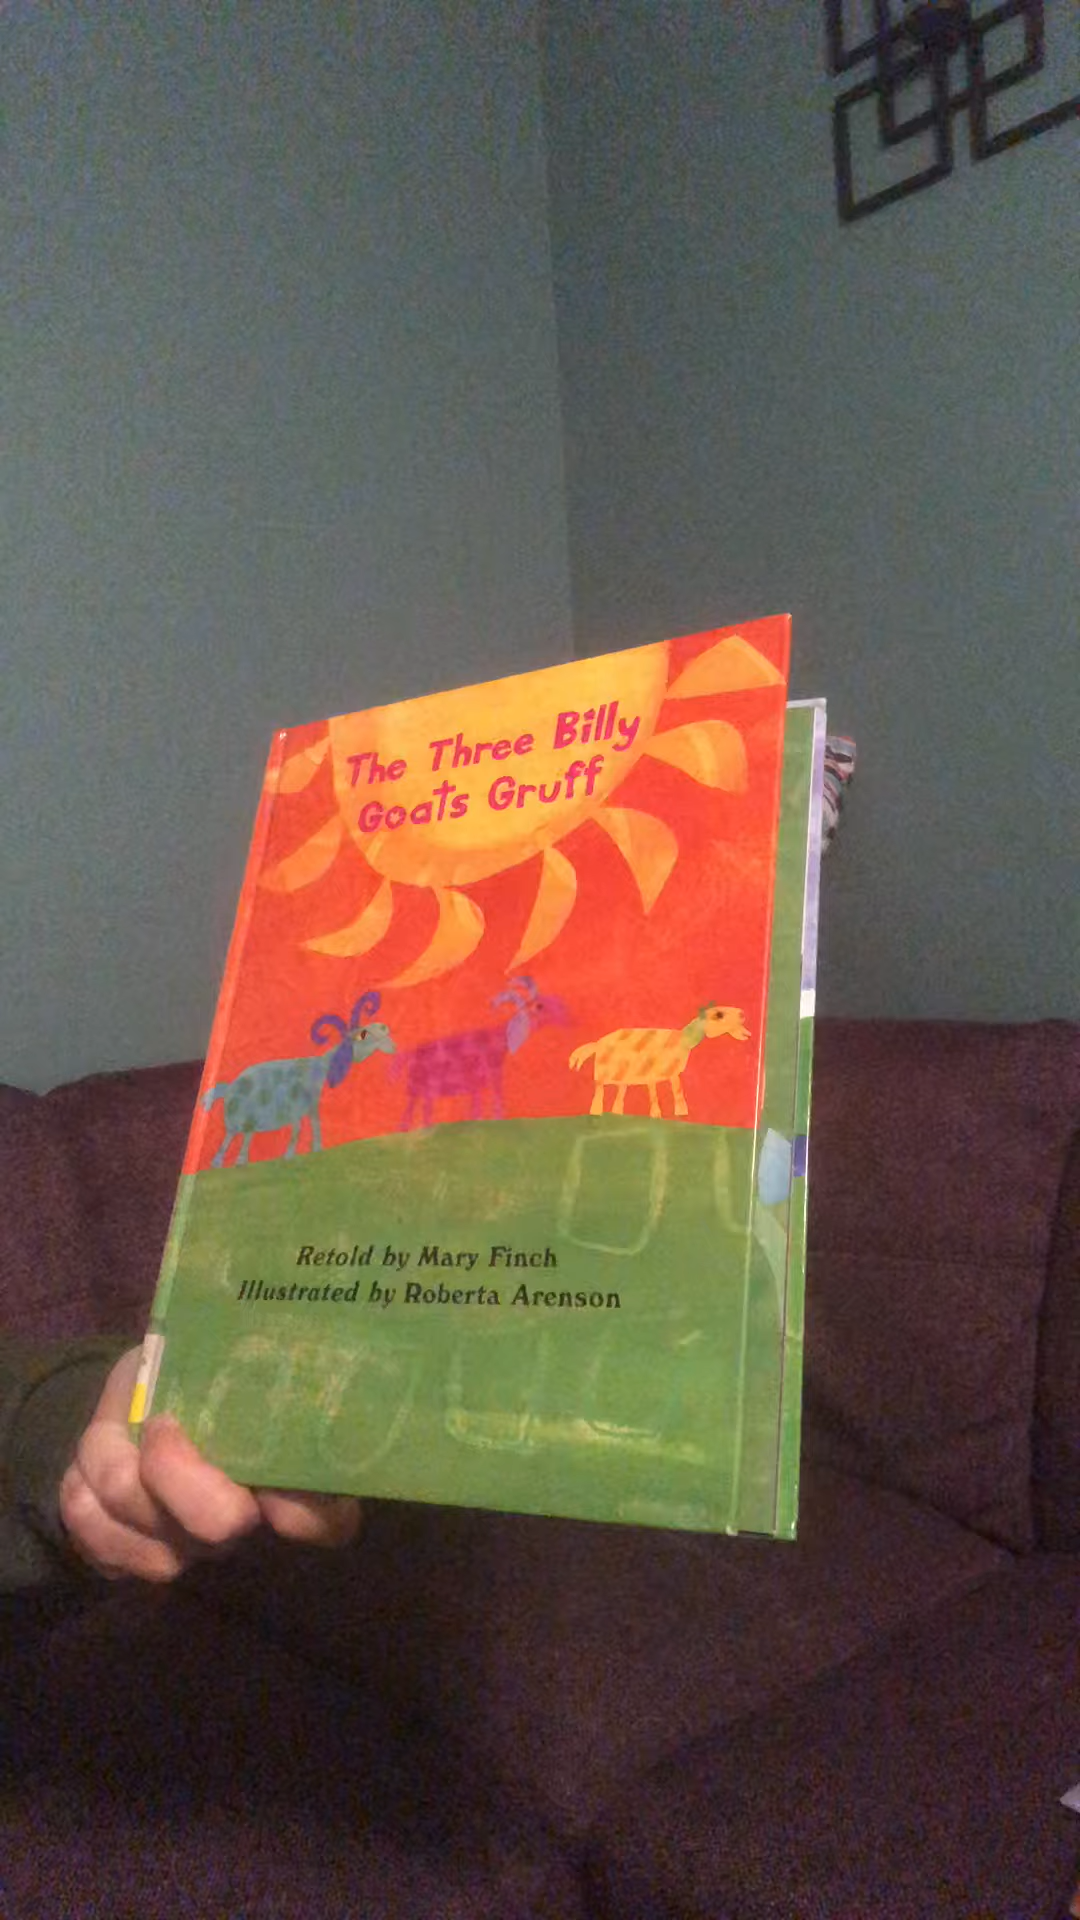 The Three Billy
Goats Gruff
Retold by Mary Finch
Illustrated by Roberta Arenson